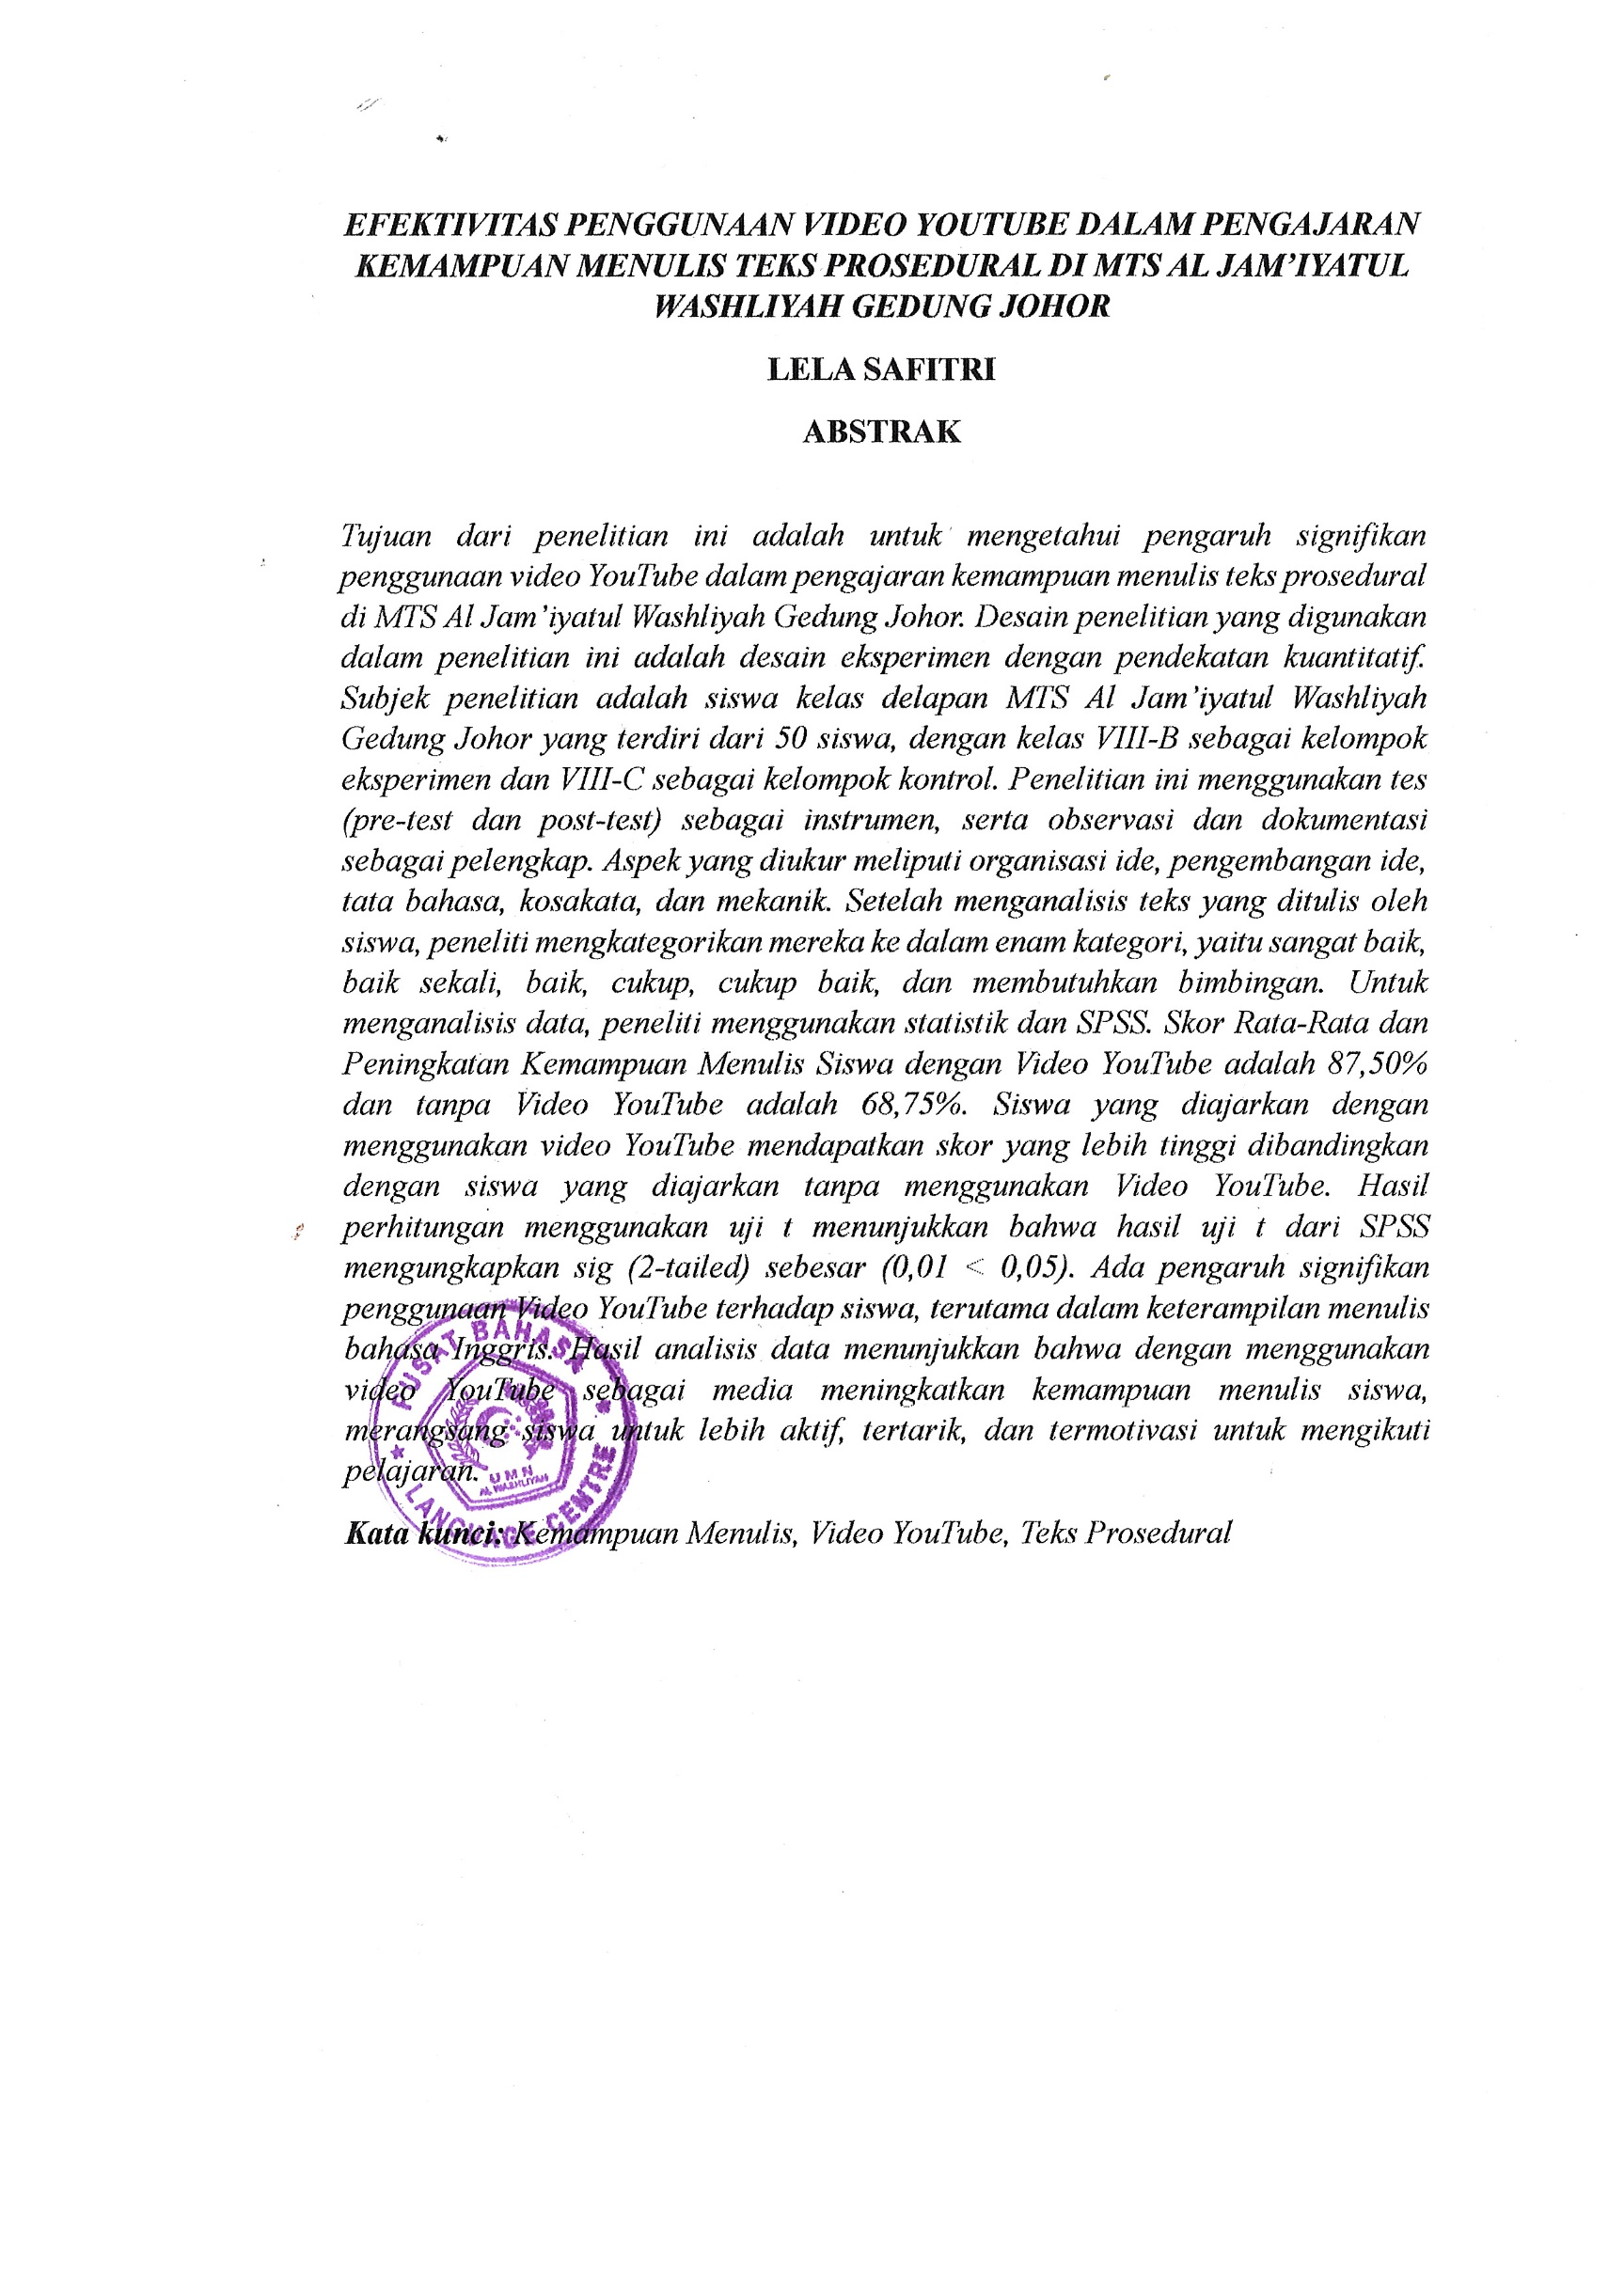 EFEKTIVITAS PENGGUNAAN VIDEO YOUTUBE DALAM PENGAJARAN
KEMAMPUAN MENULIS TEKS PROSEDURAL DI MTS AL JAM'IYATUL
WASHLIYAH GEDUNG JOHOR
LELA SAFITRI
ABSTRAK
Tujuan dari penelitian ini adalah untuk mengetahui pengaruh signifikan
penggunaan video YouTube dalam pengajaran kemampuan menulis teks prosedural
di MTS Al Jam'iyatul Washliyah Gedung Johor. Desain penelitian yang digunakan
dalam penelitian ini adalah desain eksperimen dengan pendekatan kuantitatif.
Subjek penelitian adalah siswa kelas delapan MTS Al Jam'iyatul Washliyah
Gedung Johor yang terdiri dari 50 siswa, dengan kelas VIII-B sebagai kelompok
eksperimen dan VIII-C sebagai kelompok kontrol. Penelitian ini menggunakan tes
(pre-test dan post-test) sebagai instrumen, serta observasi dan dokumentasi
sebagai pelengkap. Aspek yang diukur meliputi organisasi ide, pengembangan ide,
tata bahasa, kosakata, dan mekanik. Setelah menganalisis teks yang ditulis oleh
siswa, peneliti mengkategorikan mereka ke dalam enam kategori, yaitu sangat baik,
baik sekali, baik, cukup, cukup baik, dan membutuhkan bimbingan. Untuk
menganalisis data, peneliti menggunakan statistik dan SPSS. Skor Rata-Rata dan
Peningkatan Kemampuan Menulis Siswa dengan Video YouTube adalah 87,50%
dan tanpa Video YouTube adalah 68,75%. Siswa yang diajarkan dengan
menggunakan video YouTube mendapatkan skor yang lebih tinggi dibandingkan
dengan siswa yang diajarkan tanpa menggunakan Video YouTube. Hasil
perhitungan menggunakan uji t menunjukkan bahwa hasil uji t dari SPSS
mengungkapkan sig (2-tailed) sebesar (0,01 < 0,05). Ada pengaruh signifikan
penggunaan Video YouTube terhadap siswa, terutama dalam keterampilan menulis
bahasa Inggris. Hasil analisis data menunjukkan bahwa dengan menggunakan
video YouTube sebagai media meningkatkan kemampuan menulis siswa,
merangsang siswa untuk lebih aktif, tertarik, dan termotivasi untuk mengikuti
pelajaran.
Kata kunci: Kemampuan Menulis, Video YouTube, Teks Prosedural
PUSAT BAHASA
UMN
AL WASHLIYAH
LANGUAGE CENTRE